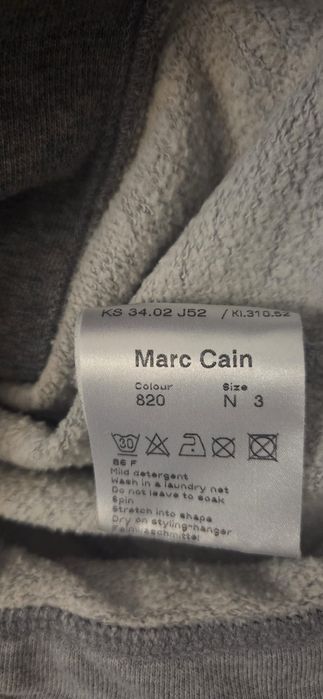 KS 34.02 J52 / Kl.310.52
Marc Cain
Colour Size
820 N 3
30
86 F
Mild detergent
Wash in a laundry net
Do not leave to soak
Spin
Stretch into shape
Dry on styling-hanger
Feinwaschmittel